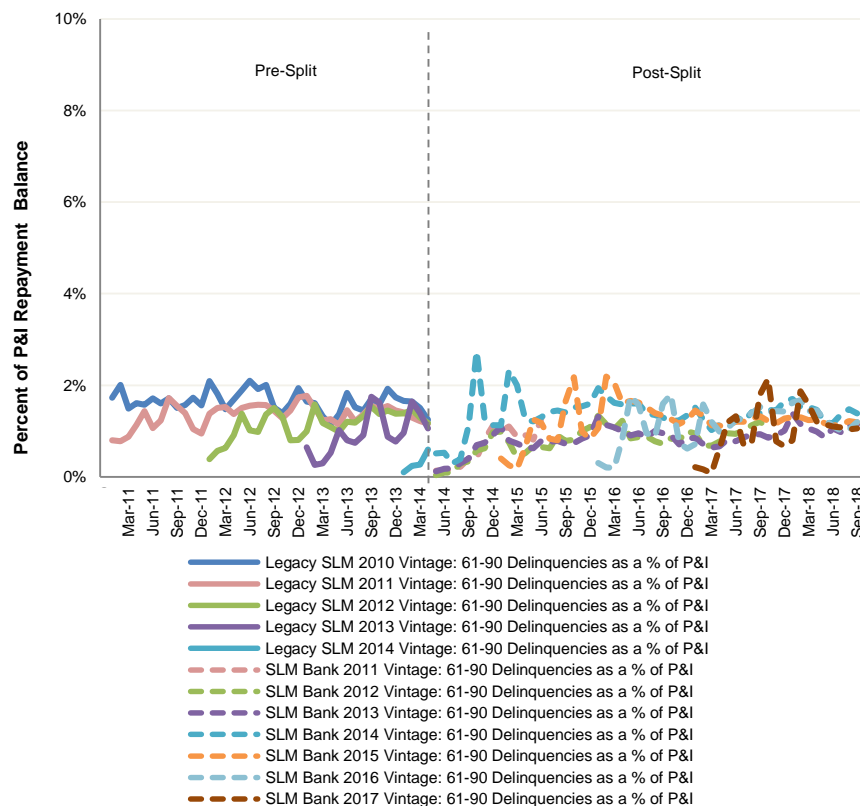 10%
8%
6%
4%
2%
0%
Percent of P&I Repayment Balance
Pre-Split
Post-Split
Mar-11
Jun-11
Sep-11
Dec-11
Mar-12
Jun-12
Sep-12
Dec-12
Mar-13
Jun-13
Sep-13
Dec-13
Mar-14
Jun-14
Sep-14
Dec-14
Mar-15
Jun-15
Sep-15
Dec-15
Mar-16
Jun-16
Sep-16
Dec-16
Mar-17
Jun-17
Sep-17
Dec-17
Mar-18
Jun-18
Sep-18
Legacy SLM 2010 Vintage: 61-90 Delinquencies as a % of P&I
Legacy SLM 2011 Vintage: 61-90 Delinquencies as a % of P&I
Legacy SLM 2012 Vintage: 61-90 Delinquencies as a % of P&I
Legacy SLM 2013 Vintage: 61-90 Delinquencies as a % of P&I
Legacy SLM 2014 Vintage: 61-90 Delinquencies as a % of P&I
SLM Bank 2011 Vintage: 61-90 Delinquencies as a % of P&I
SLM Bank 2012 Vintage: 61-90 Delinquencies as a % of P&I
SLM Bank 2013 Vintage: 61-90 Delinquencies as a % of P&I
SLM Bank 2014 Vintage: 61-90 Delinquencies as a % of P&I
SLM Bank 2015 Vintage: 61-90 Delinquencies as a % of P&I
SLM Bank 2016 Vintage: 61-90 Delinquencies as a % of P&I
SLM Bank 2017 Vintage: 61-90 Delinquencies as a % of P&I